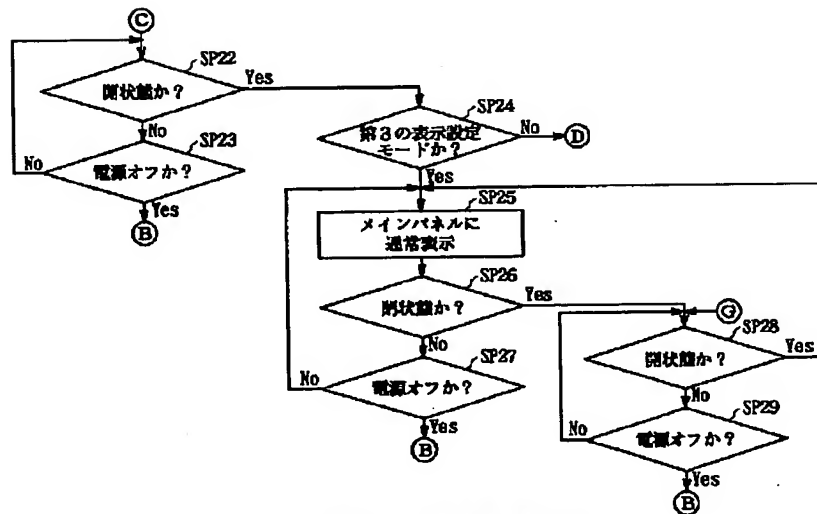 C
SP22
開状態か？
Yes
No
SP23
電源オフか？
No
Yes
B
SP24
第3の表示設定
モードか？
No
D
Yes
SP25
メインパネルに
通常表示
SP26
閉状態か？
Yes
No
SP27
電源オフか？
No
Yes
B
G
SP28
開状態か？
Yes
No
SP29
電源オフか？
No
Yes
B